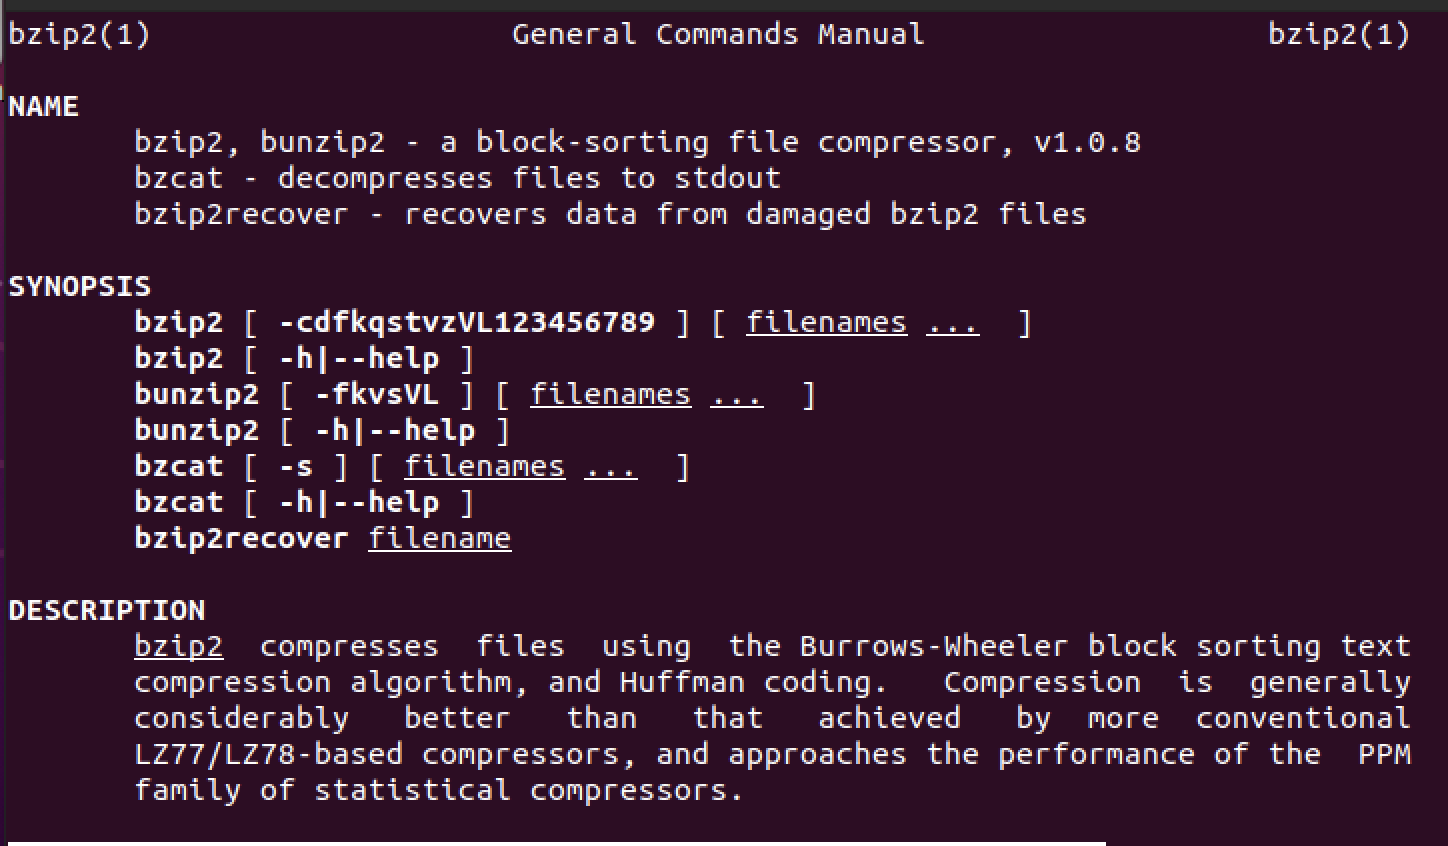 bzip2(1) General Commands Manual bzip2(1)
NAME
bzip2, bunzip2 - a block-sorting file compressor, v1.0.8
bzcat - decompresses files to stdout
bzip2recover - recovers data from damaged bzip2 files
SYNOPSIS
bzip2 [ -cdfkqstvzVL123456789 ] [ filenames ... ]
bzip2 [ -h|--help ]
bunzip2 [ -fkvsVL ] [ filenames ... ]
bunzip2 [ -h|--help ]
bzcat [ -s ] [ filenames ... ]
bzcat [ -h|--help ]
bzip2recover filename
DESCRIPTION
bzip2 compresses files using the Burrows-Wheeler block sorting text
compression algorithm, and Huffman coding. Compression is generally
considerably better than that achieved by more conventional
LZ77/LZ78-based compressors, and approaches the performance of the PPM
family of statistical compressors.